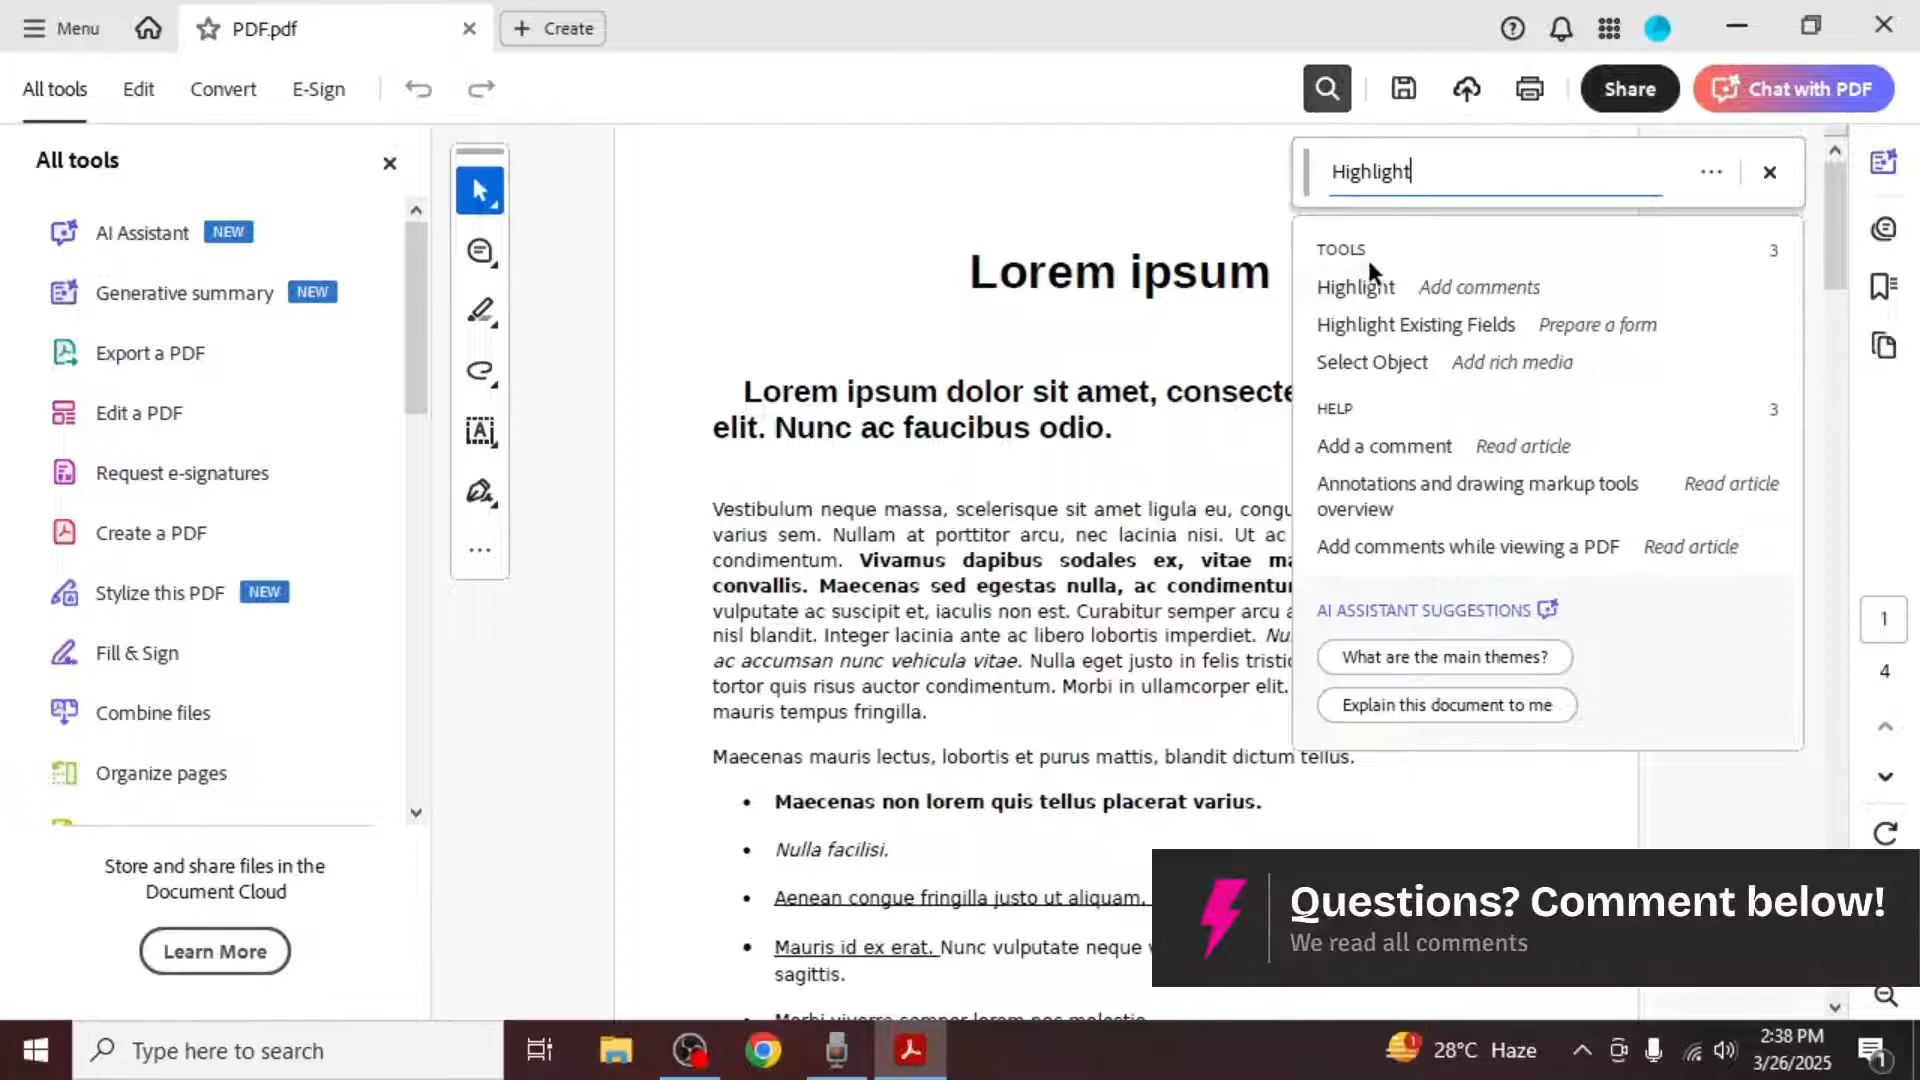 Menu
PDF.pdf
Create
All tools
Edit
Convert
E-Sign
Share
Chat with PDF
All tools
AI Assistant NEW
Generative summary NEW
Export a PDF
Edit a PDF
Request e-signatures
Create a PDF
Stylize this PDF NEW
Fill & Sign
Combine files
Organize pages
Store and share files in the
Document Cloud
Learn More
Lorem ipsum
Lorem ipsum dolor sit amet, consecte
elit. Nunc ac faucibus odio.
Vestibulum neque massa, scelerisque sit amet ligula eu, congu
varius sem. Nullam at porttitor arcu, nec lacinia nisi. Ut ac
condimentum. Vivamus dapibus sodales ex, vitae ma
convallis. Maecenas sed egestas nulla, ac condimentu
vulputate ac suscipit et, iaculis non est. Curabitur semper arcu a
nisl blandit. Integer lacinia ante ac libero lobortis imperdiet. Nu
ac accumsan nunc vehicula vitae. Nulla eget justo in felis tristi
tortor quis risus auctor condimentum. Morbi in ullamcorper elit.
mauris tempus fringilla.
Maecenas mauris lectus, lobortis et purus mattis, blandit dictum tellus.
• Maecenas non lorem quis tellus placerat varius.
• Nulla facilisi.
• Aenean congue fringilla justo ut aliquam.
• Mauris id ex erat. Nunc vulputate neque v
sagittis.
Morbi viverra semper lorem nec molestie
Highlight
TOOLS 3
Highlight Add comments
Highlight Existing Fields Prepare a form
Select Object Add rich media
HELP 3
Add a comment Read article
Annotations and drawing markup tools Read article
overview
Add comments while viewing a PDF Read article
AI ASSISTANT SUGGESTIONS
What are the main themes?
Explain this document to me
1
4
Questions? Comment below!
We read all comments
Type here to search
28°C Haze
2:38 PM
3/26/2025
1